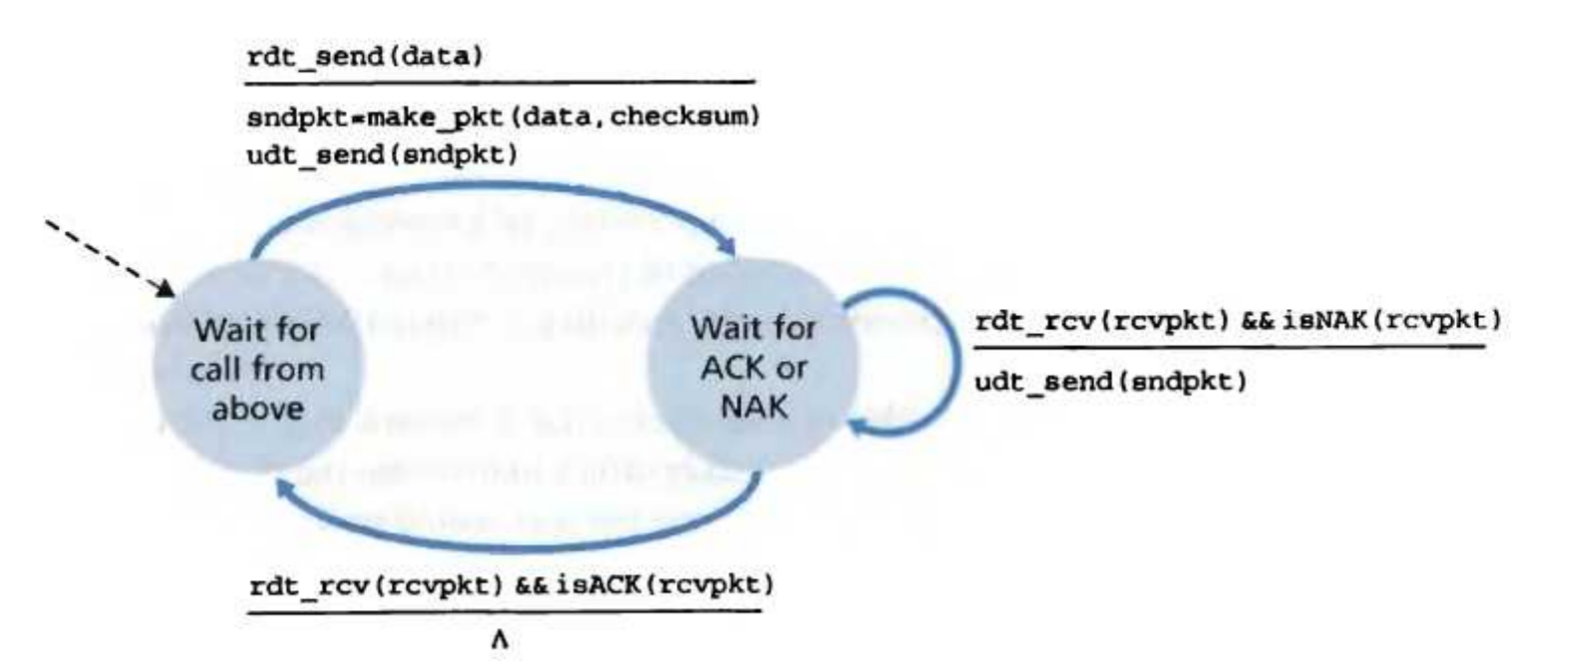 rdt_send(data)
sndpkt=make_pkt(data,checksum)
udt_send(sndpkt)
Wait for
call from
above
Wait for
ACK or
NAK
rdt_rcv(rcvpkt) && isNAK(rcvpkt)
udt_send(sndpkt)
rdt_rcv(rcvpkt) && isACK(rcvpkt)
Λ